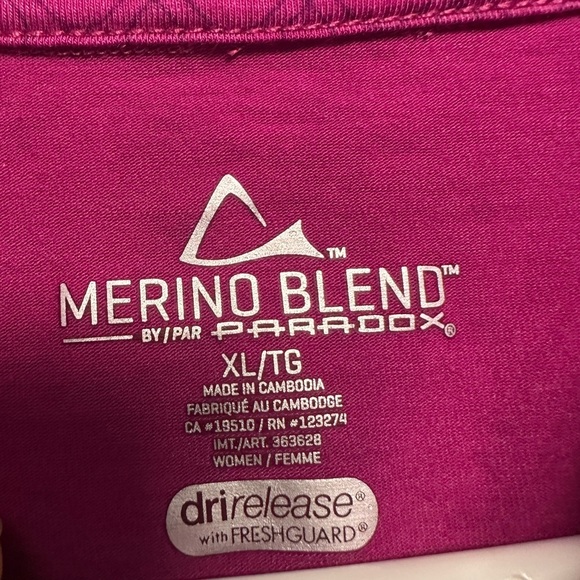 ™
MERINO BLEND™
BY/PAR PARADOX®
XL/TG
MADE IN CAMBODIA
FABRIQUÉ AU CAMBODGE
CA #19510 / RN #123274
IMT./ART. 363628
WOMEN / FEMME
drirelease®
with FRESHGUARD®